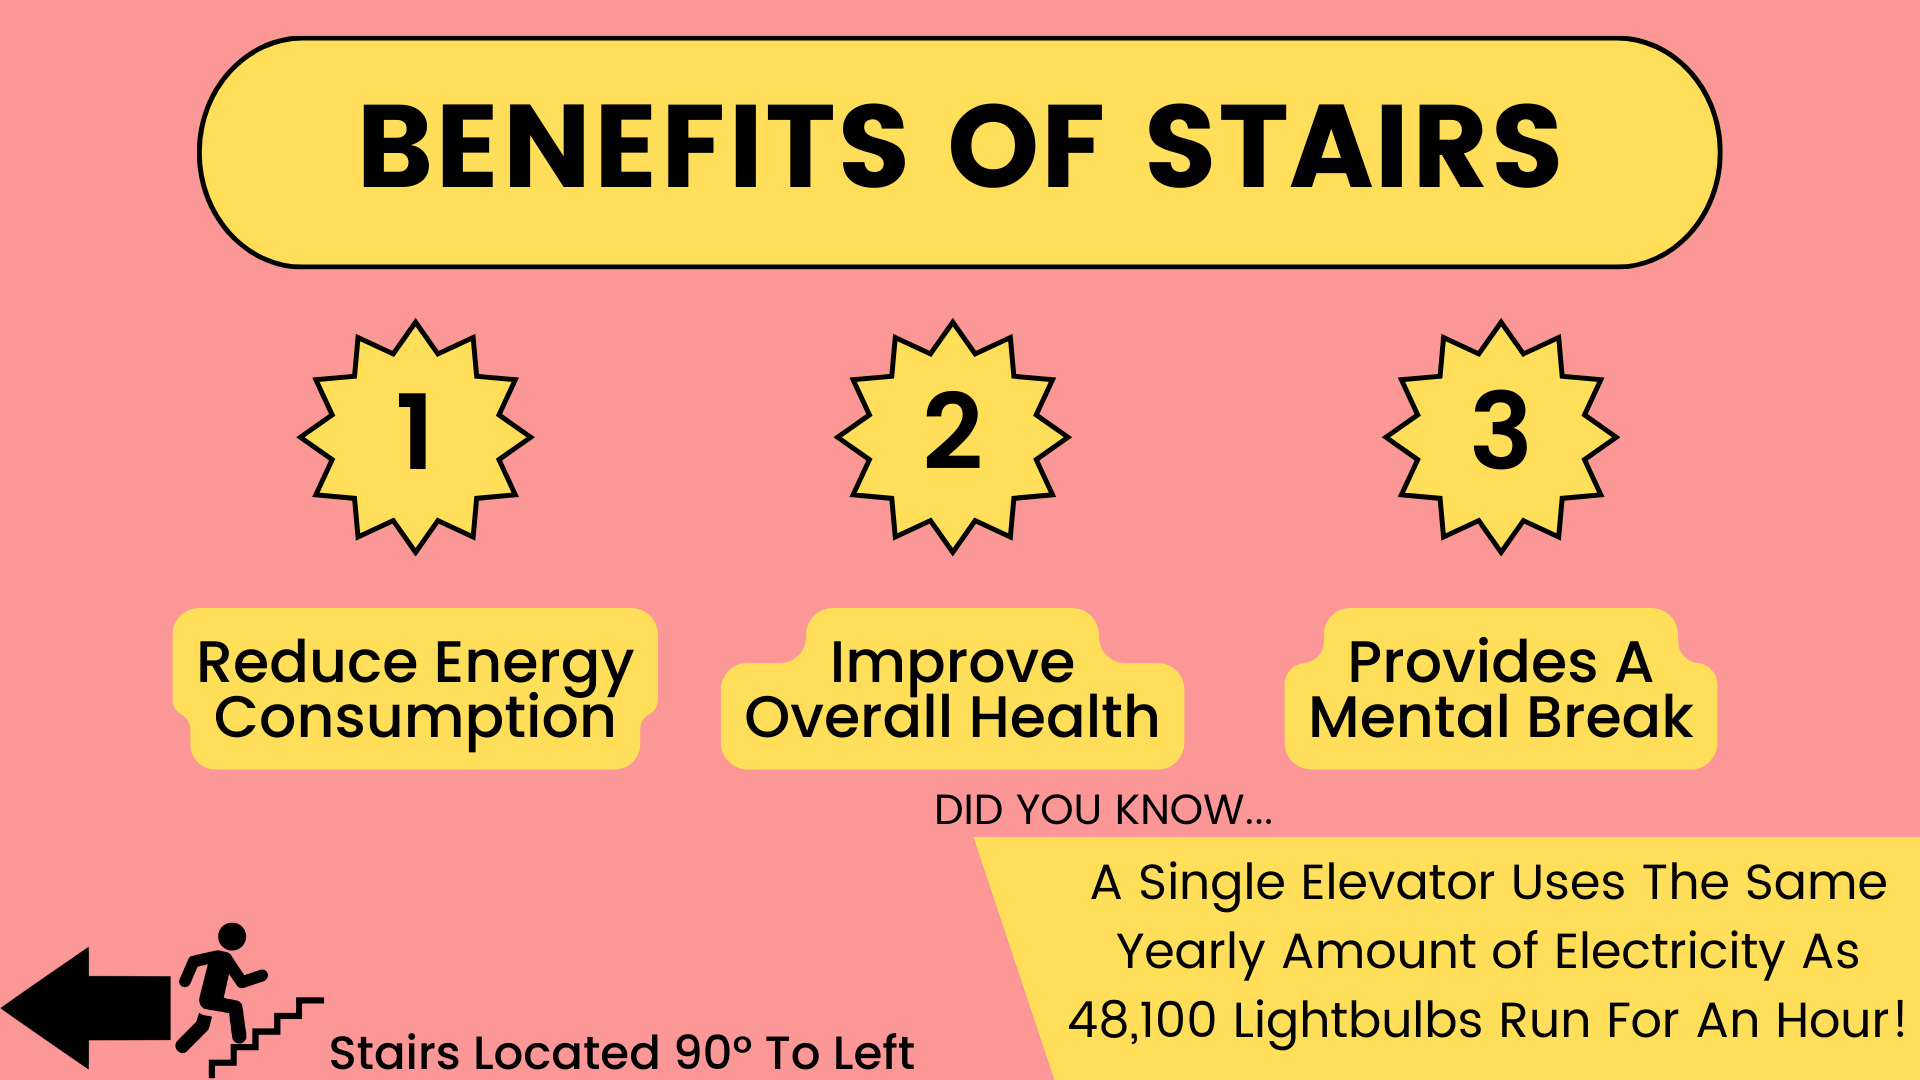 BENEFITS OF STAIRS
1
2
3
Reduce Energy
Consumption
Improve
Overall Health
Provides A
Mental Break
DID YOU KNOW...
A Single Elevator Uses The Same
Yearly Amount of Electricity As
48,100 Lightbulbs Run For An Hour!
Stairs Located 90° To Left